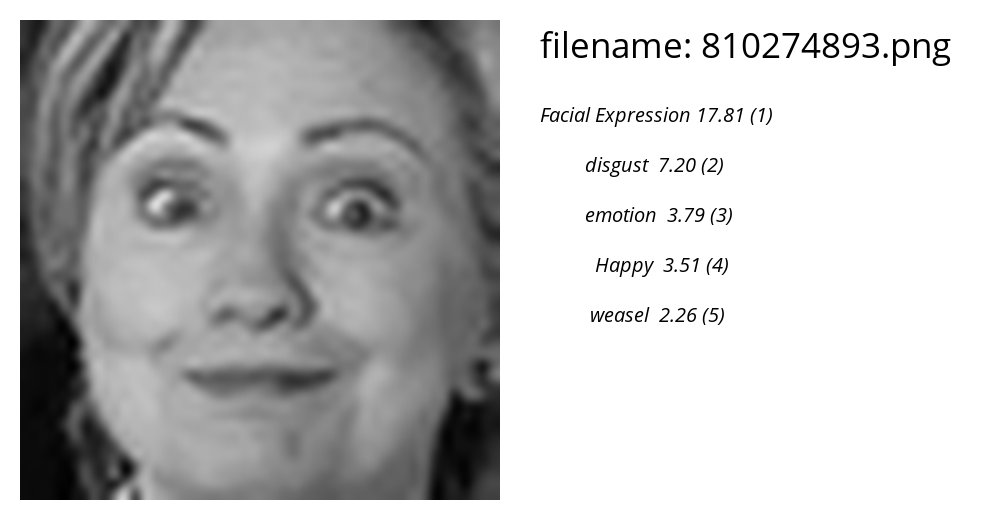 filename: 810274893.png
Facial Expression 17.81 (1)
disgust 7.20 (2)
emotion 3.79 (3)
Happy 3.51 (4)
weasel 2.26 (5)